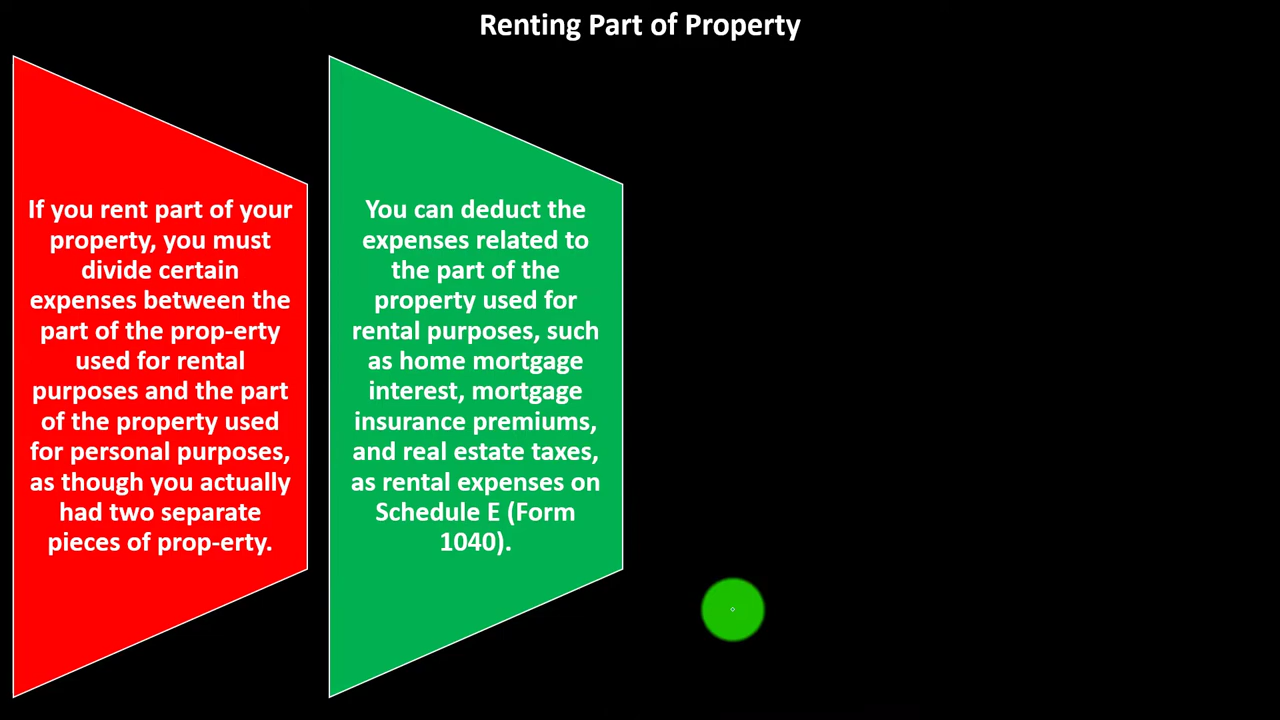 Renting Part of Property
If you rent part of your
property, you must
divide certain
expenses between the
part of the prop-erty
used for rental
purposes and the part
of the property used
for personal purposes,
as though you actually
had two separate
pieces of prop-erty.
You can deduct the
expenses related to
the part of the
property used for
rental purposes, such
as home mortgage
interest, mortgage
insurance premiums,
and real estate taxes,
as rental expenses on
Schedule E (Form
1040).